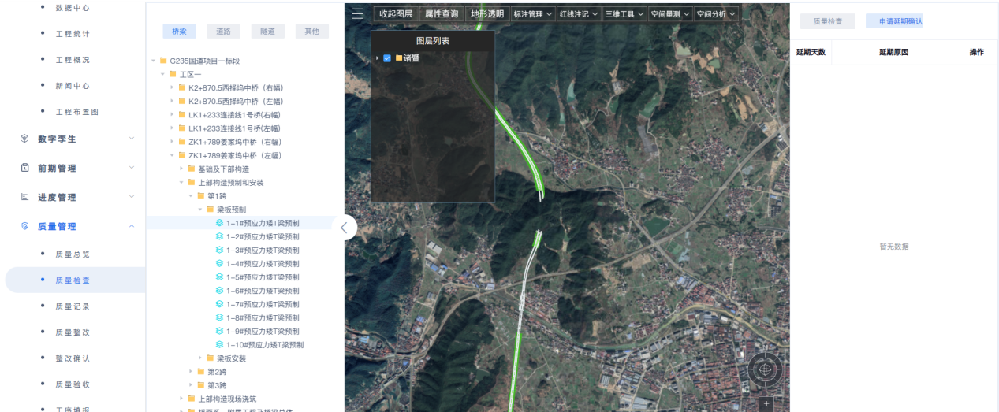 数据中心
工程统计
工程概况
新闻中心
工程布置图
数字孪生
前期管理
进度管理
质量管理
质量总览
质量检查
质量记录
质量整改
整改确认
质量验收
工序填报
桥梁 道路 隧道 其他
G235国道项目一标段
工区一
K2+870.5西择坞中桥（右幅）
K2+870.5西择坞中桥（左幅）
LK1+233连接线1号桥(右幅)
LK1+233连接线1号桥(左幅)
ZK1+789姜家坞中桥（右幅）
ZK1+789姜家坞中桥（左幅）
基础及下部构造
上部构造预制和安装
第1跨
梁板预制
1-1#预应力矮T梁预制
1-2#预应力矮T梁预制
1-3#预应力矮T梁预制
1-4#预应力矮T梁预制
1-5#预应力矮T梁预制
1-6#预应力矮T梁预制
1-7#预应力矮T梁预制
1-8#预应力矮T梁预制
1-9#预应力矮T梁预制
1-10#预应力矮T梁预制
梁板安装
第2跨
第3跨
上部构造现场浇筑
桥面系、附属工程及桥梁总体
收起图层 属性查询 地形透明 标注管理 红线注记 三维工具 空间量测 空间分析
图层列表
诸暨
质量检查 申请延期确认
延期天数 延期原因 操作
暂无数据